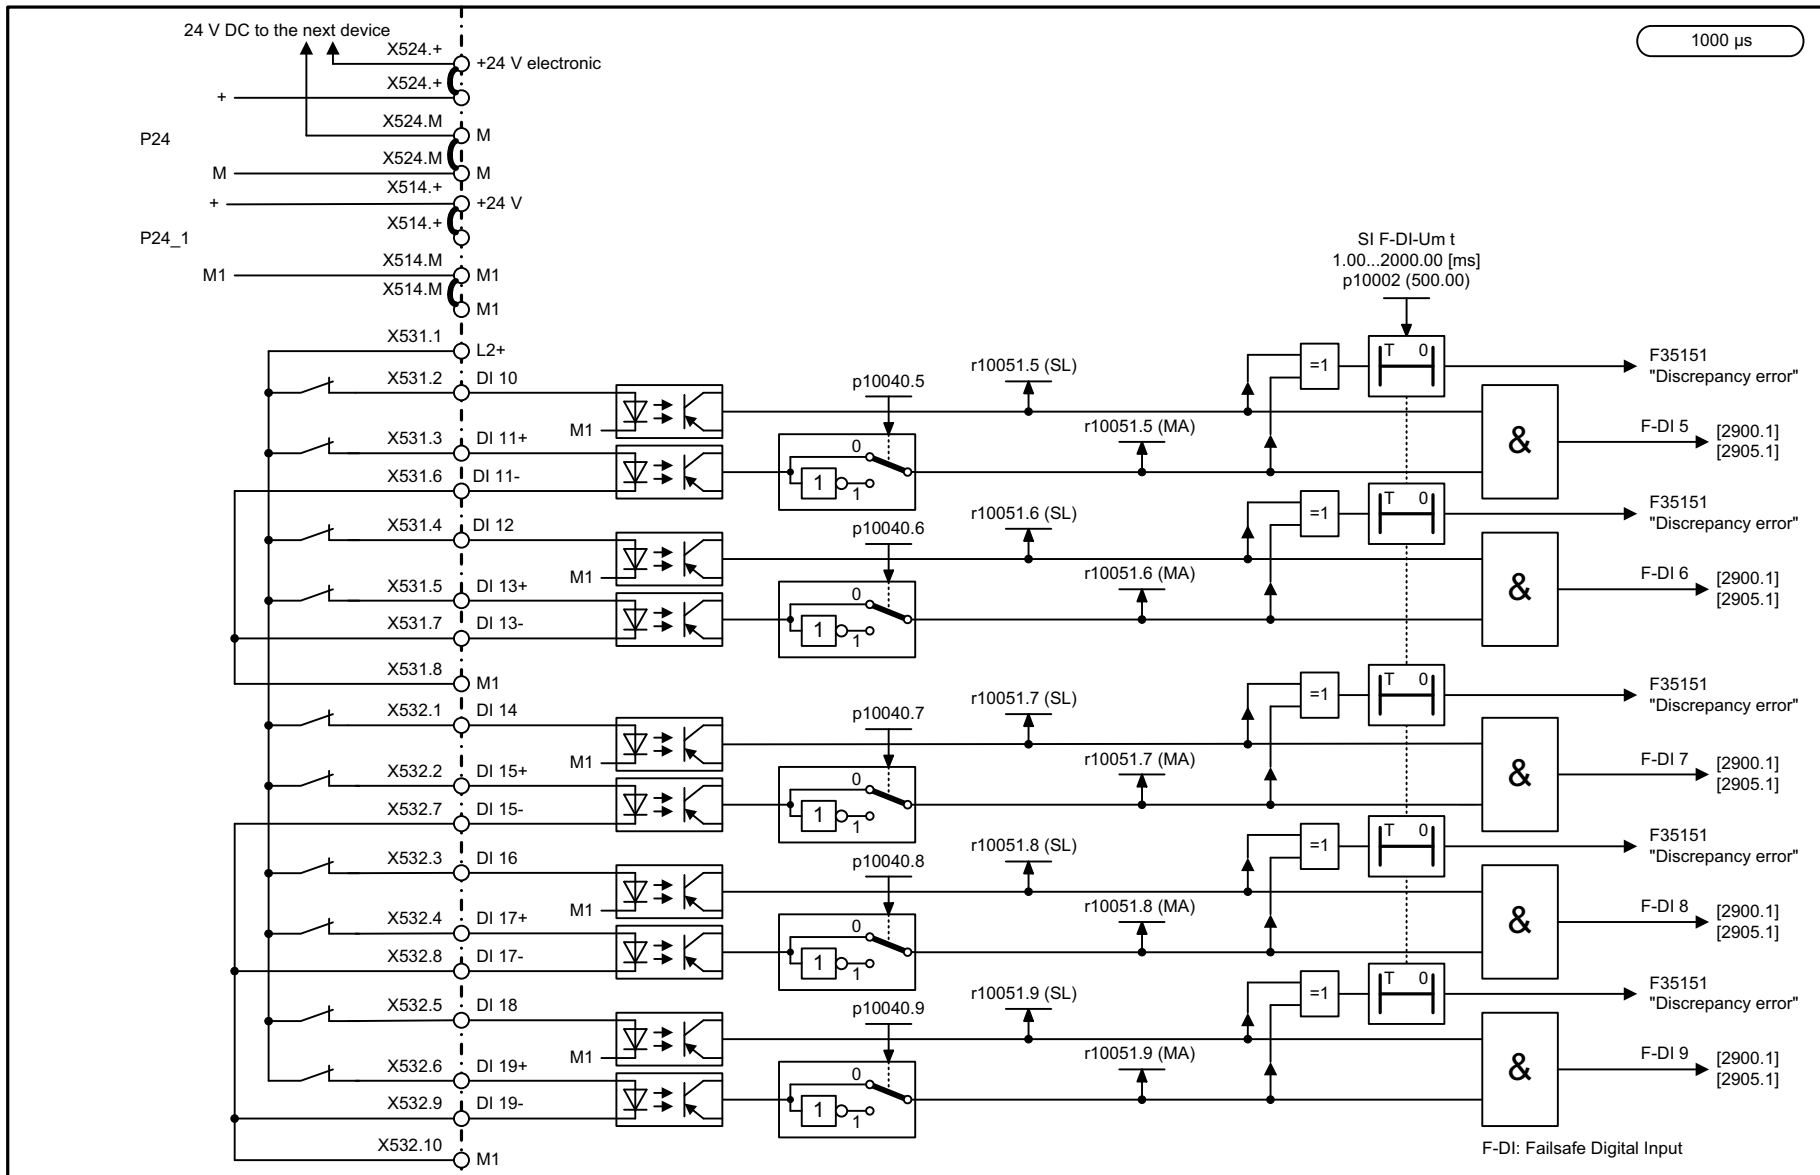 24 V DC to the next device
1000 µs
X524.+
+24 V electronic
X524.+
+
X524.M
M
P24
X524.M
M
M
X514.+
+
+24 V
X514.+
P24_1
X514.M
M1
M1
X514.M
M1
SI F-DI-Um t
1.00...2000.00 [ms]
p10002 (500.00)
X531.1
L2+
X531.2
DI 10
M1
X531.3
DI 11+
X531.6
DI 11-
p10040.5
0
1
1
r10051.5 (SL)
r10051.5 (MA)
=1
T 0
F35151
"Discrepancy error"
&
F-DI 5
[2900.1]
[2905.1]
X531.4
DI 12
M1
X531.5
DI 13+
X531.7
DI 13-
X531.8
M1
p10040.6
0
1
1
r10051.6 (SL)
r10051.6 (MA)
=1
T 0
F35151
"Discrepancy error"
&
F-DI 6
[2900.1]
[2905.1]
X532.1
DI 14
M1
X532.2
DI 15+
X532.7
DI 15-
p10040.7
0
1
1
r10051.7 (SL)
r10051.7 (MA)
=1
T 0
F35151
"Discrepancy error"
&
F-DI 7
[2900.1]
[2905.1]
X532.3
DI 16
M1
X532.4
DI 17+
X532.8
DI 17-
p10040.8
0
1
1
r10051.8 (SL)
r10051.8 (MA)
=1
T 0
F35151
"Discrepancy error"
&
F-DI 8
[2900.1]
[2905.1]
X532.5
DI 18
M1
X532.6
DI 19+
X532.9
DI 19-
X532.10
M1
p10040.9
0
1
1
r10051.9 (SL)
r10051.9 (MA)
=1
T 0
F35151
"Discrepancy error"
&
F-DI 9
[2900.1]
[2905.1]
F-DI: Failsafe Digital Input